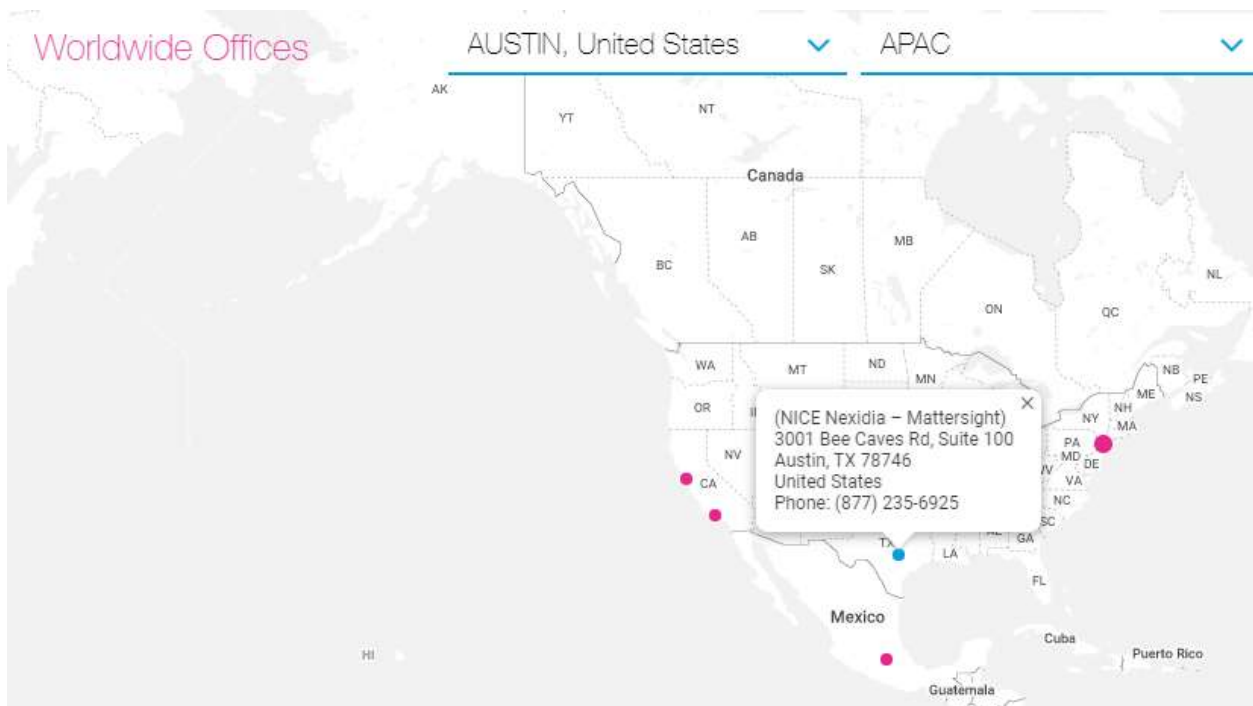 Worldwide Offices
AUSTIN, United States
APAC
AK
YT
NT
Canada
AB
MB
BC
SK
NL
ON
QC
WA
MT
ND
MN
NB
PE
ME
NS
OR
NH
NY
MA
(NICE Nexidia – Mattersight)
3001 Bee Caves Rd, Suite 100
Austin, TX 78746
United States
Phone: (877) 235-6925
NV
PA
MD
DE
CA
VA
NC
SC
GA
TX
LA
FL
Mexico
Cuba
HI
Puerto Rico
Guatemala